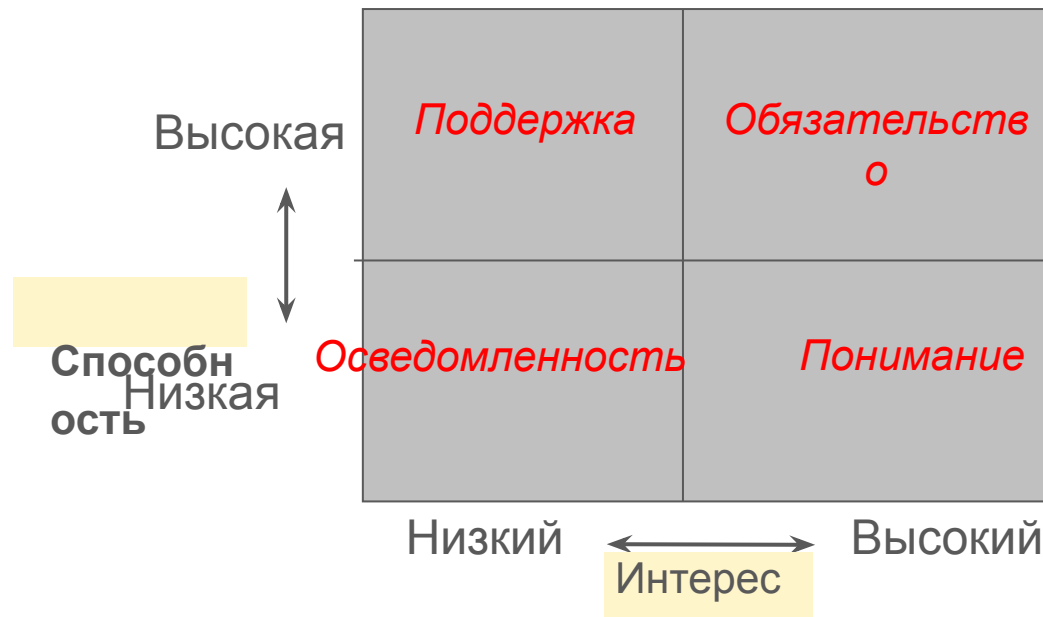 Поддержка
Обязательств
о
Высокая
Осведомленность
Понимание
Способн
ость
Низкая
Низкий
Высокий
Интерес